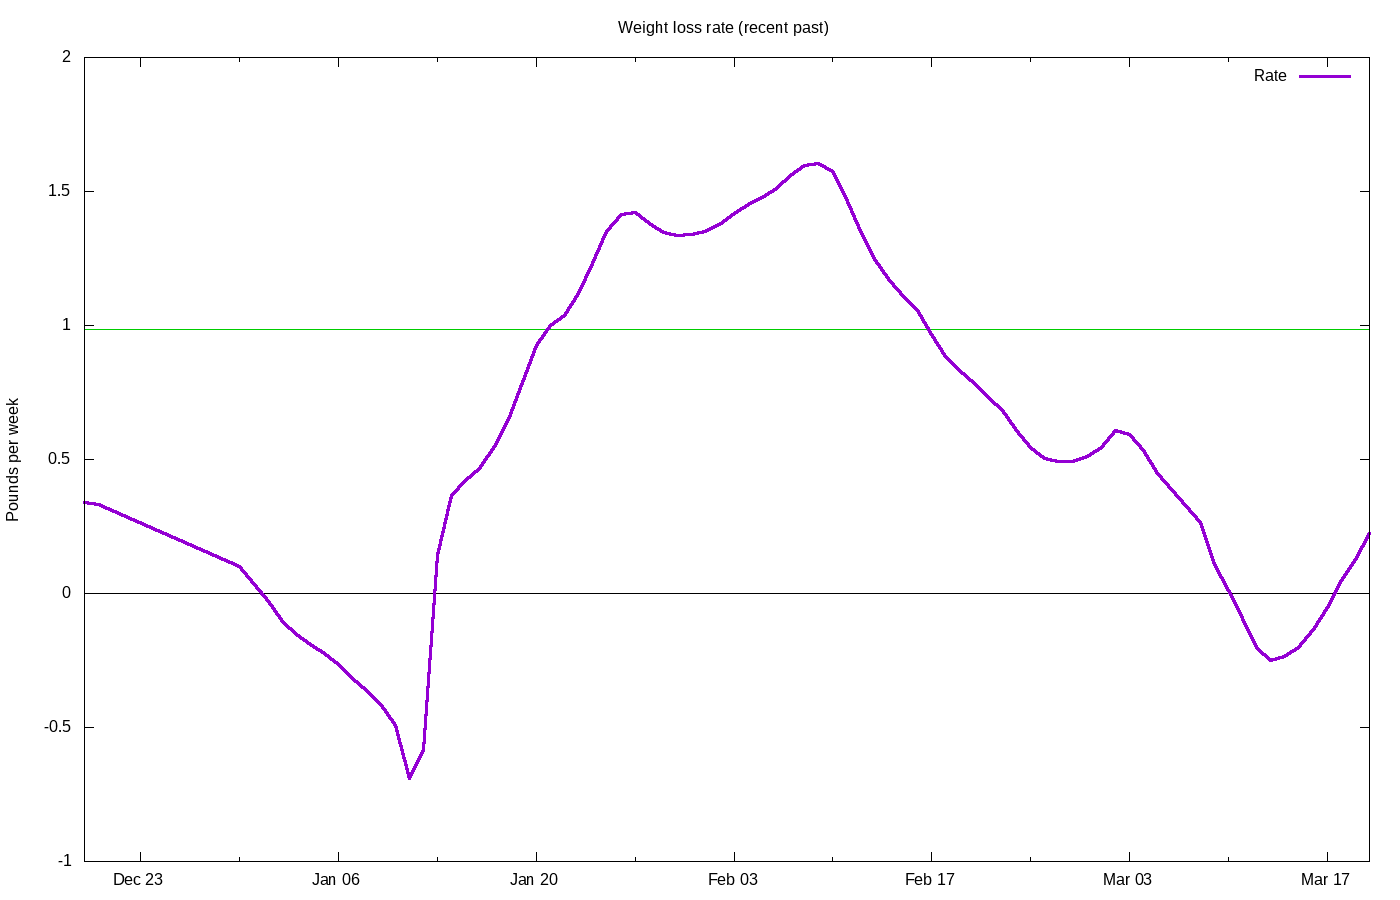 Weight loss rate (recent past)
Rate
Pounds per week
2
1.5
1
0.5
0
-0.5
-1
Dec 23
Jan 06
Jan 20
Feb 03
Feb 17
Mar 03
Mar 17